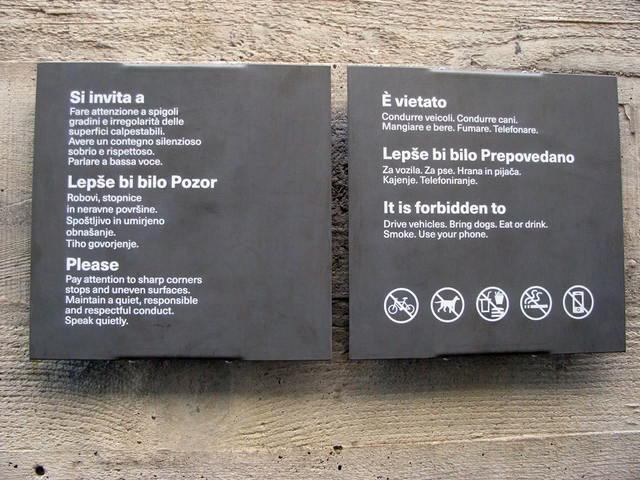 Si invita a
Fare attenzione a spigoli
gradini e irregolarità delle
superfici calpestabili.
Avere un contegno silenzioso
sobrio e rispettoso.
Parlare a bassa voce.
Lepše bi bilo Pozor
Robovi, stopnice
in neravne površine.
Spoštljivo in umirjeno
obnašanje.
Tiho govorjenje.
Please
Pay attention to sharp corners
stops and uneven surfaces.
Maintain a quiet, responsible
and respectful conduct.
Speak quietly.
È vietato
Condurre veicoli. Condurre cani.
Mangiare e bere. Fumare. Telefonare.
Lepše bi bilo Prepovedano
Za vozila. Za pse. Hrana in pijača.
Kajenje. Telefoniranje.
It is forbidden to
Drive vehicles. Bring dogs. Eat or drink.
Smoke. Use your phone.